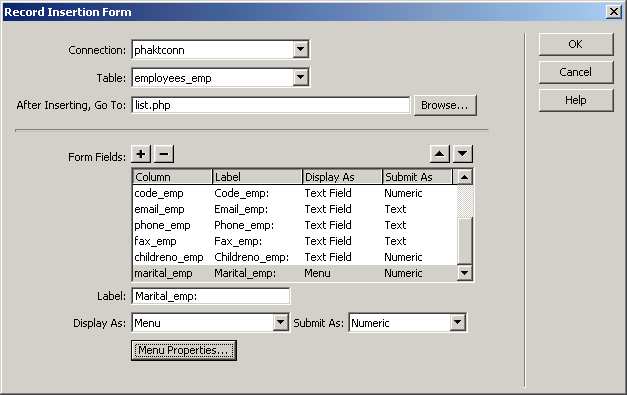 Record Insertion Form
Connection: phaktconn OK
Table: employees_emp Cancel
After Inserting, Go To: list.php Browse... Help
Form Fields:
Column Label Display As Submit As
code_emp Code_emp: Text Field Numeric
email_emp Email_emp: Text Field Text
phone_emp Phone_emp: Text Field Text
fax_emp Fax_emp: Text Field Text
childreno_emp Childreno_emp: Text Field Numeric
marital_emp Marital_emp: Menu Numeric
Label: Marital_emp:
Display As: Menu Submit As: Numeric
Menu Properties...